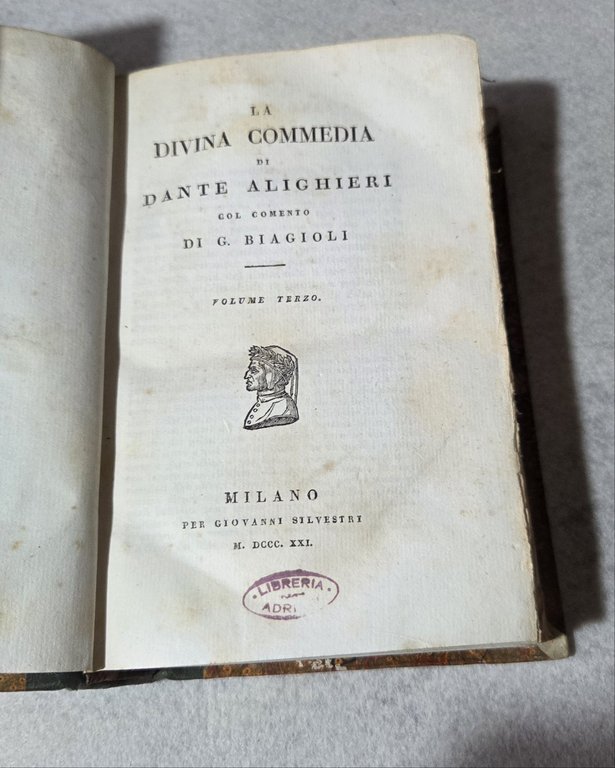 LA
DIVINA COMMEDIA
DI
DANTE ALIGHIERI
COL COMENTO
DI G. BIAGIOLI
VOLUME TERZO.
MILANO
PER GIOVANNI SILVESTRI
M. DCCC. XXI.
LIBRERIA